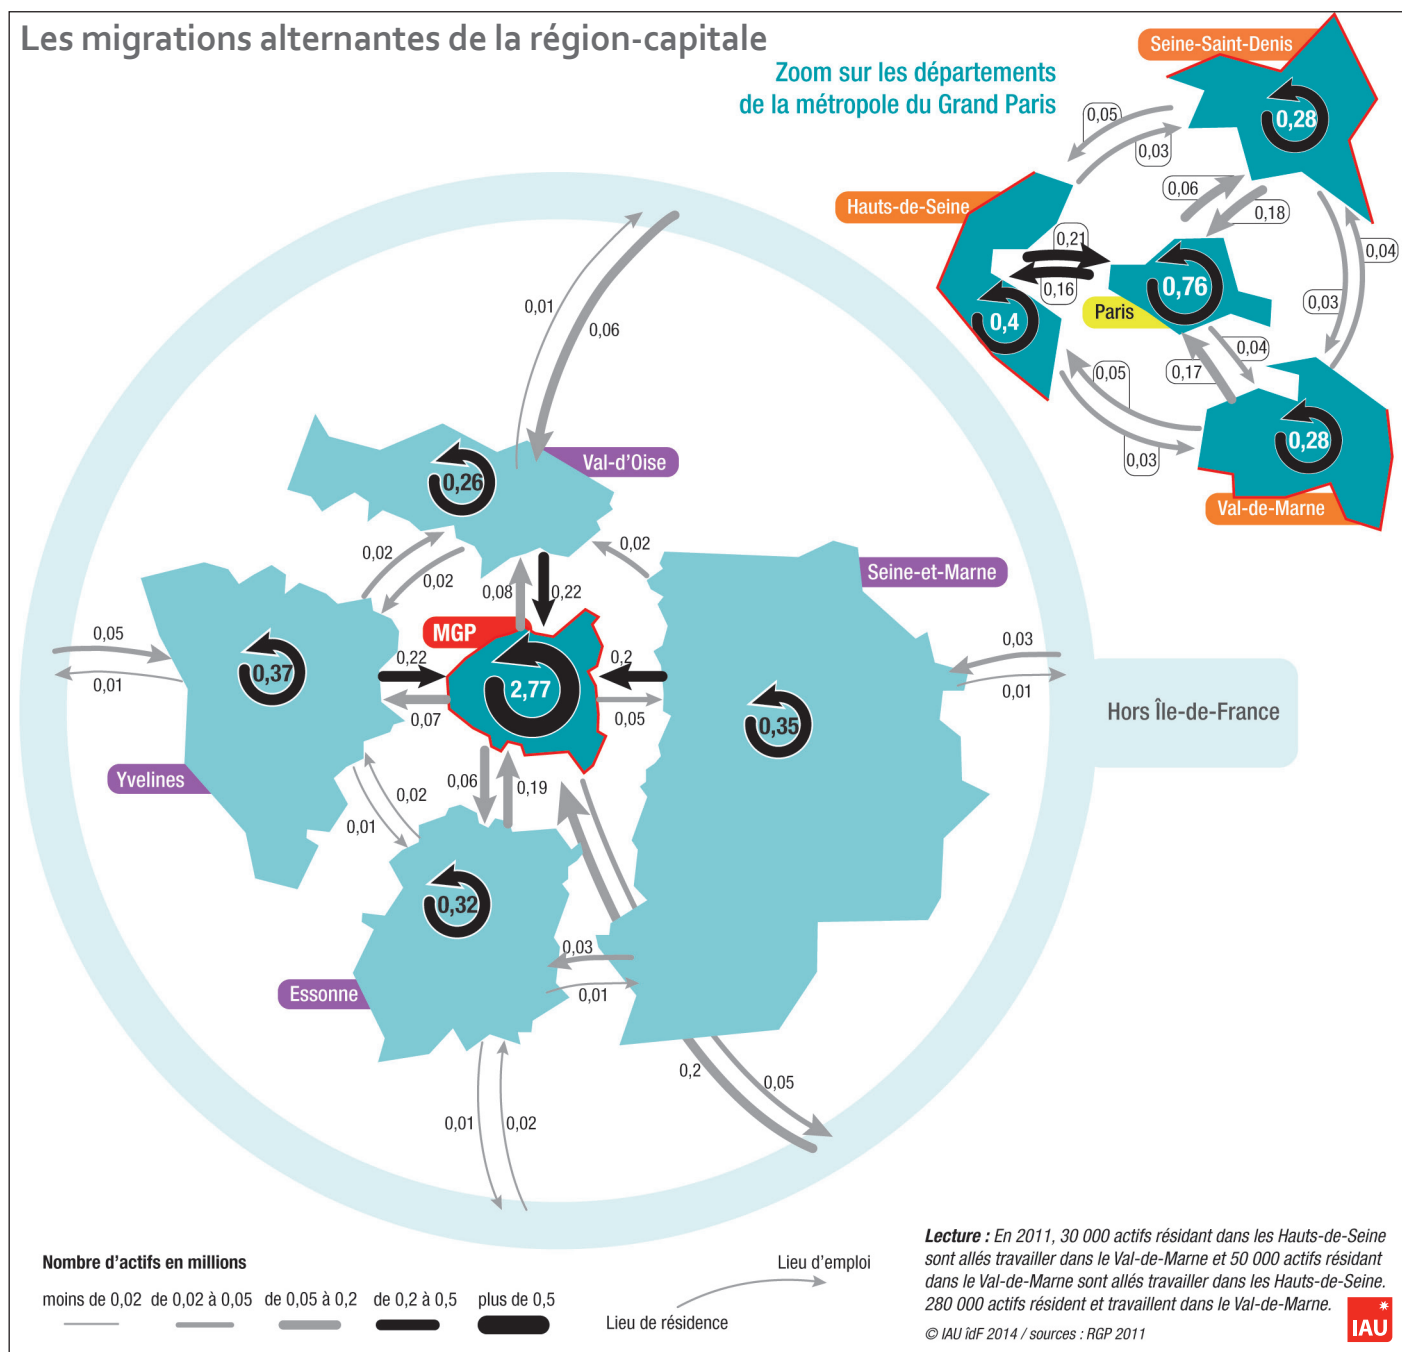 Les migrations alternantes de la région-capitale
Zoom sur les départements
de la métropole du Grand Paris
Seine-Saint-Denis
0,28
0,05
0,03
0,06
0,18
Hauts-de-Seine
0,21
0,16
0,76
0,4
Paris
0,04
0,03
0,04
0,17
0,05
0,03
0,28
Val-de-Marne
0,01
0,06
Val-d'Oise
0,26
0,02
0,02
0,02
0,08
0,22
Seine-et-Marne
MGP
0,05
0,01
0,37
0,22
0,07
2,77
0,2
0,05
0,35
0,03
0,01
Hors Île-de-France
Yvelines
0,02
0,01
0,06
0,19
0,32
0,03
0,01
Essonne
0,2
0,05
0,01
0,02
Nombre d'actifs en millions
moins de 0,02
de 0,02 à 0,05
de 0,05 à 0,2
de 0,2 à 0,5
plus de 0,5
Lieu d'emploi
Lieu de résidence
Lecture : En 2011, 30 000 actifs résidant dans les Hauts-de-Seine
sont allés travailler dans le Val-de-Marne et 50 000 actifs résidant
dans le Val-de-Marne sont allés travailler dans les Hauts-de-Seine.
280 000 actifs résident et travaillent dans le Val-de-Marne.
© IAU îdF 2014 / sources : RGP 2011
IAU